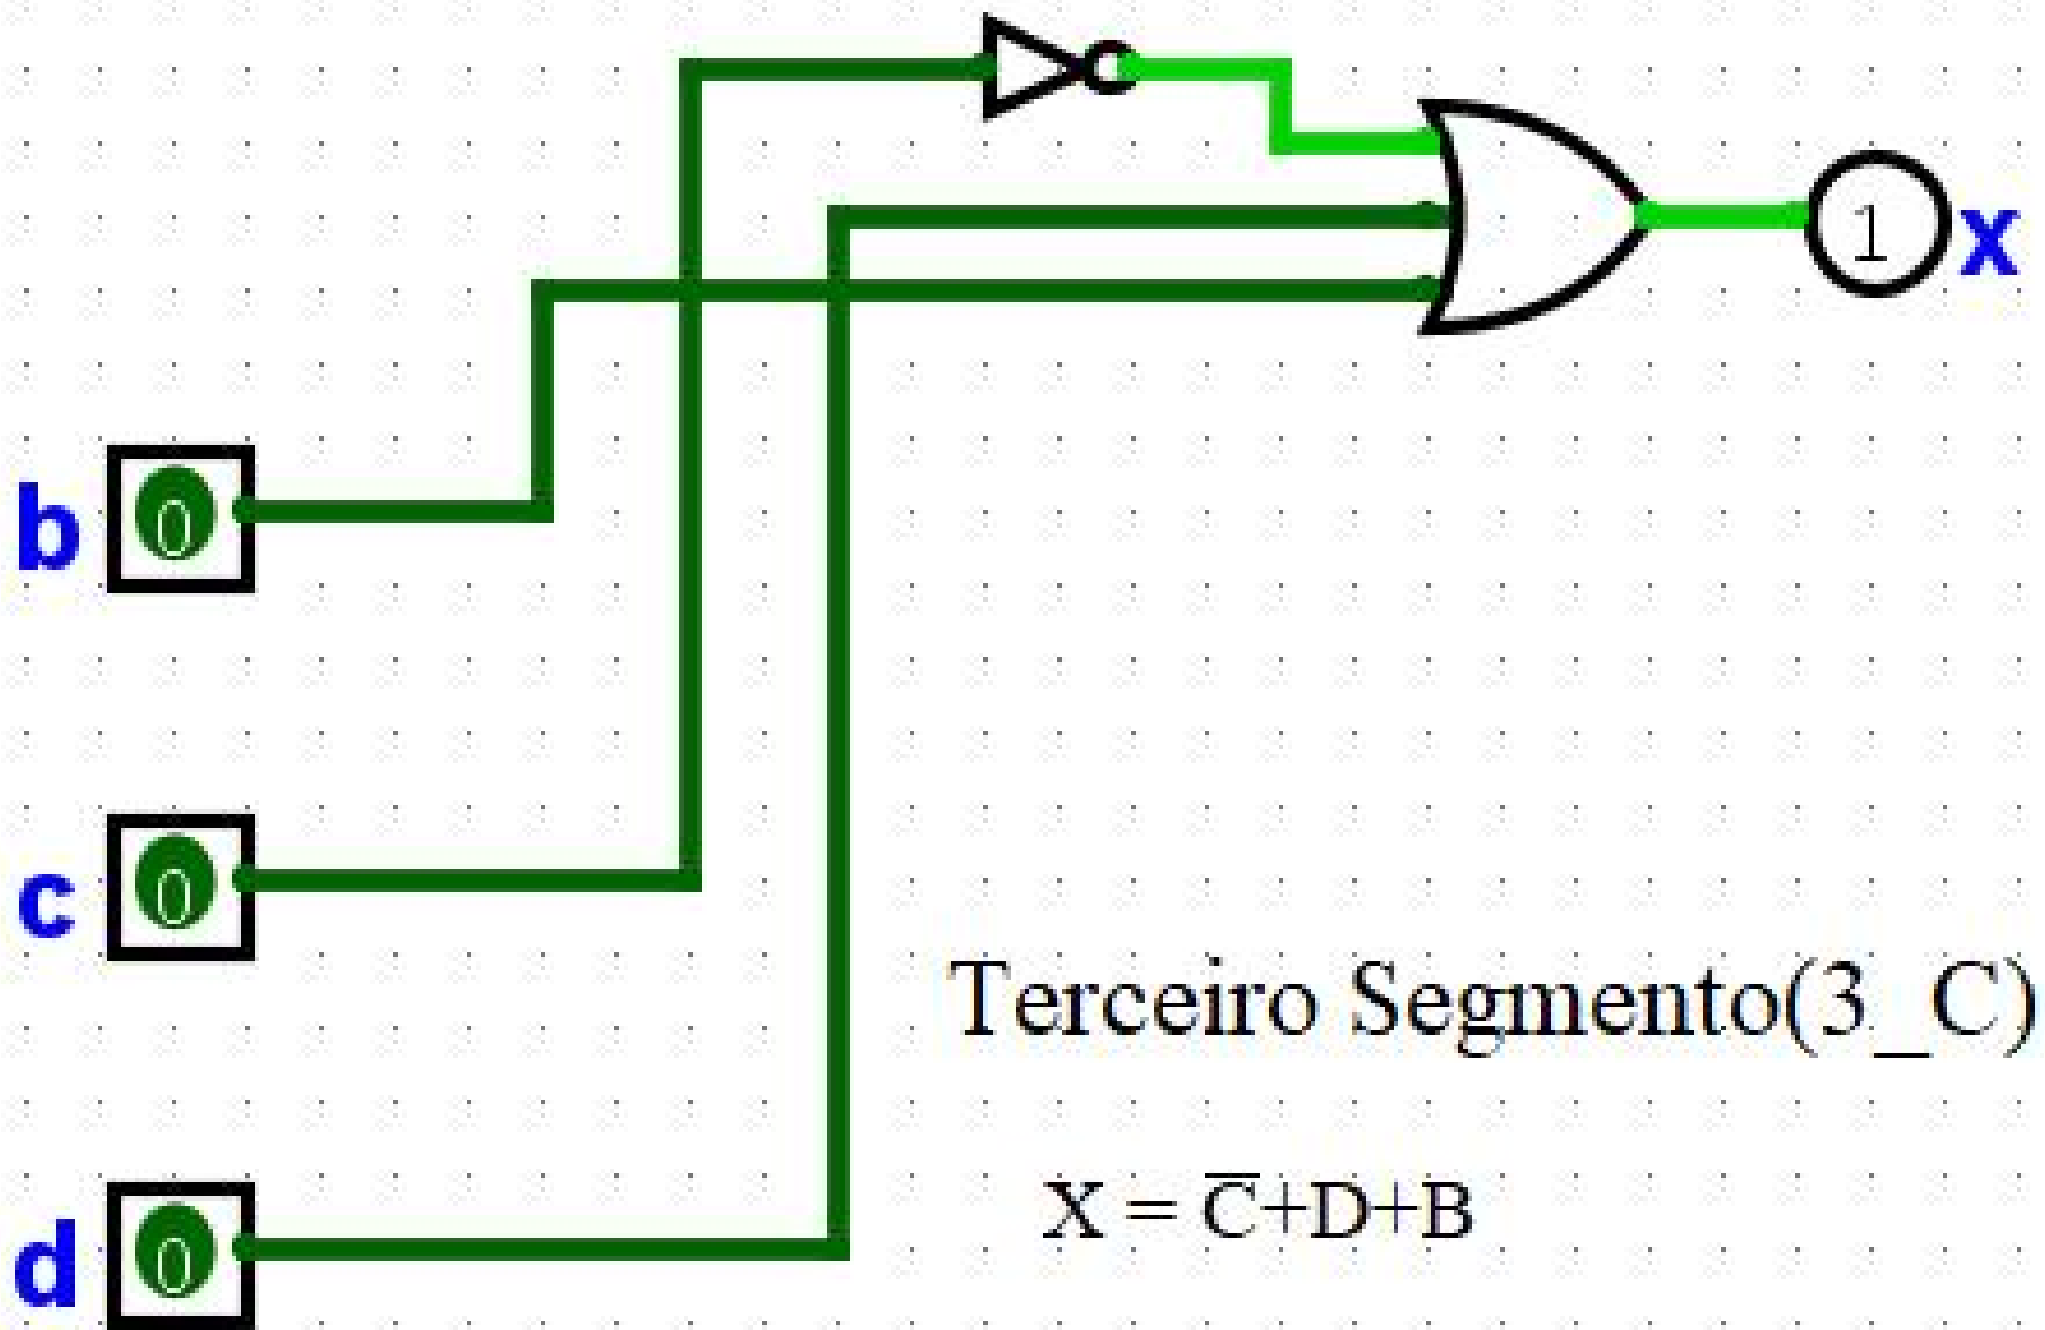 1 x
b 0
c 0
Terceiro Segmento(3_C)
X = C̅+D+B
d 0